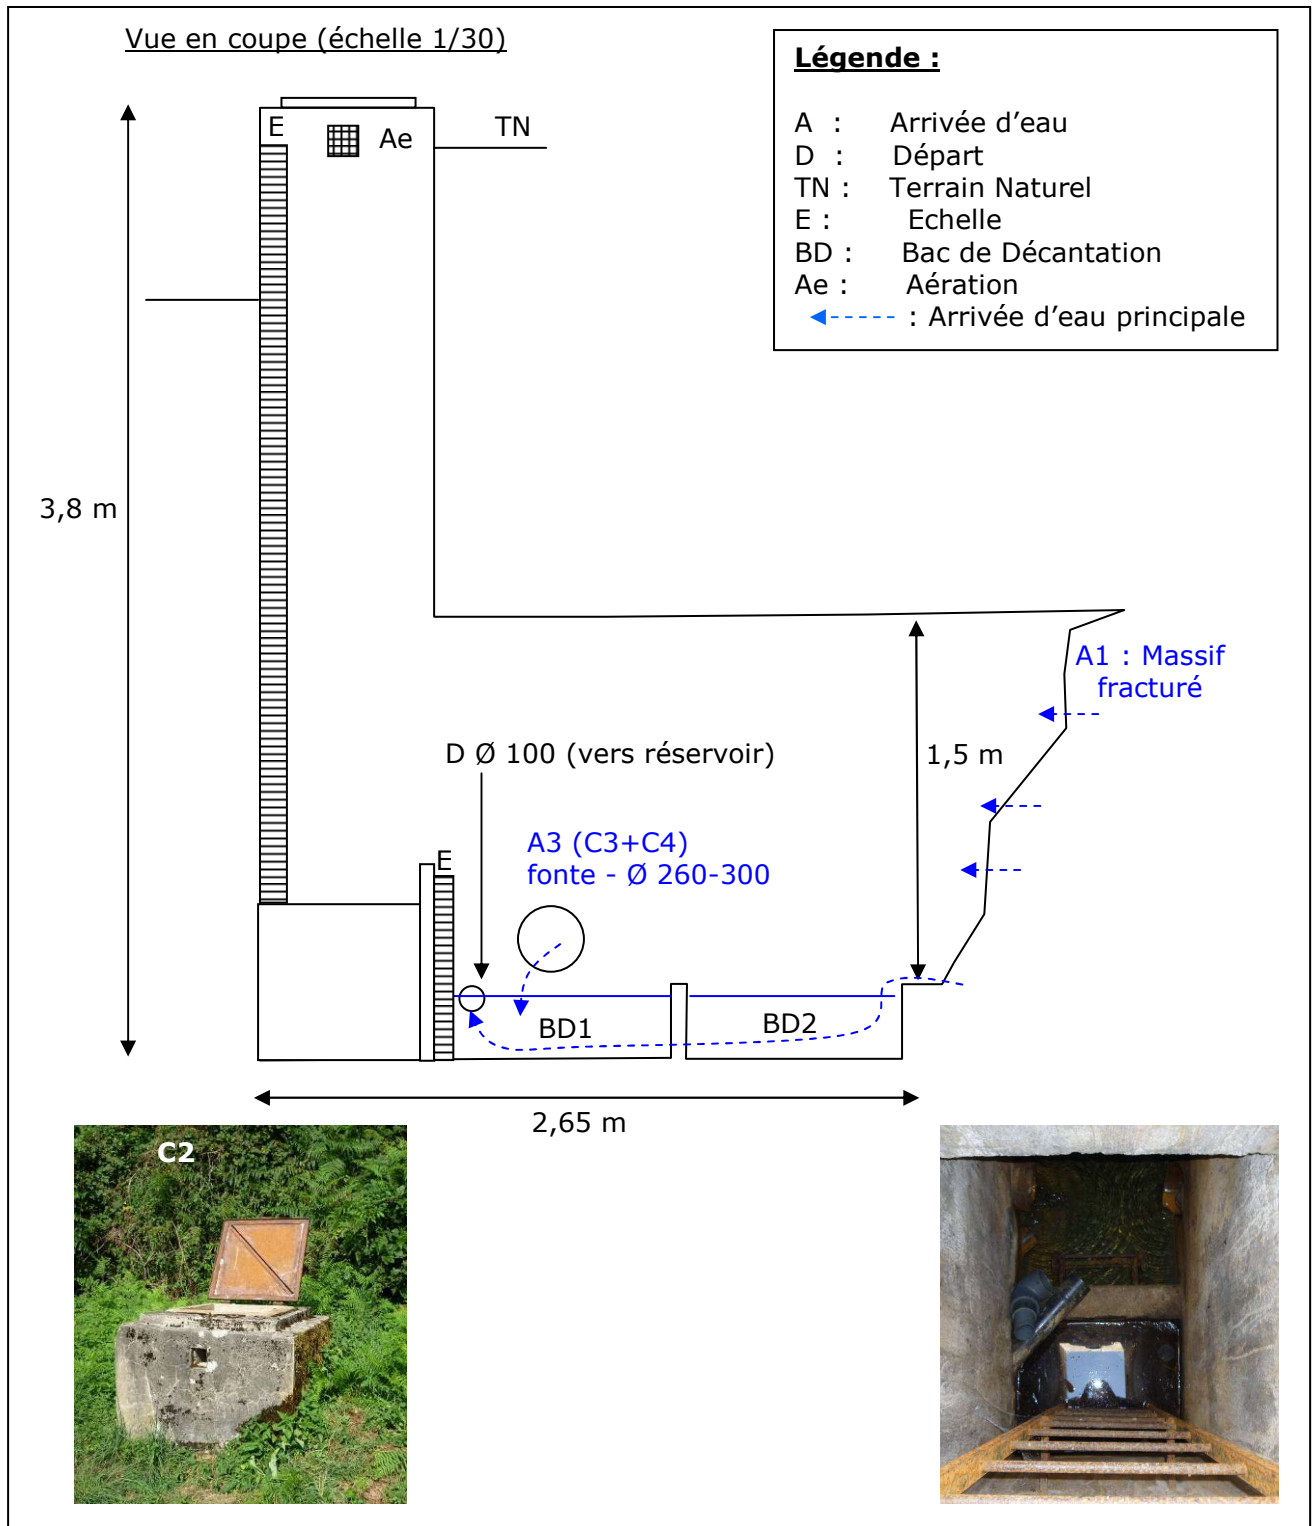 Vue en coupe (échelle 1/30)
Légende :
A : Arrivée d'eau
D : Départ
TN : Terrain Naturel
E : Echelle
BD : Bac de Décantation
Ae : Aération
: Arrivée d'eau principale
E
Ae
TN
3,8 m
A1 : Massif
fracturé
D Ø 100 (vers réservoir)
1,5 m
A3 (C3+C4)
fonte - Ø 260-300
E
BD1
BD2
2,65 m
C2